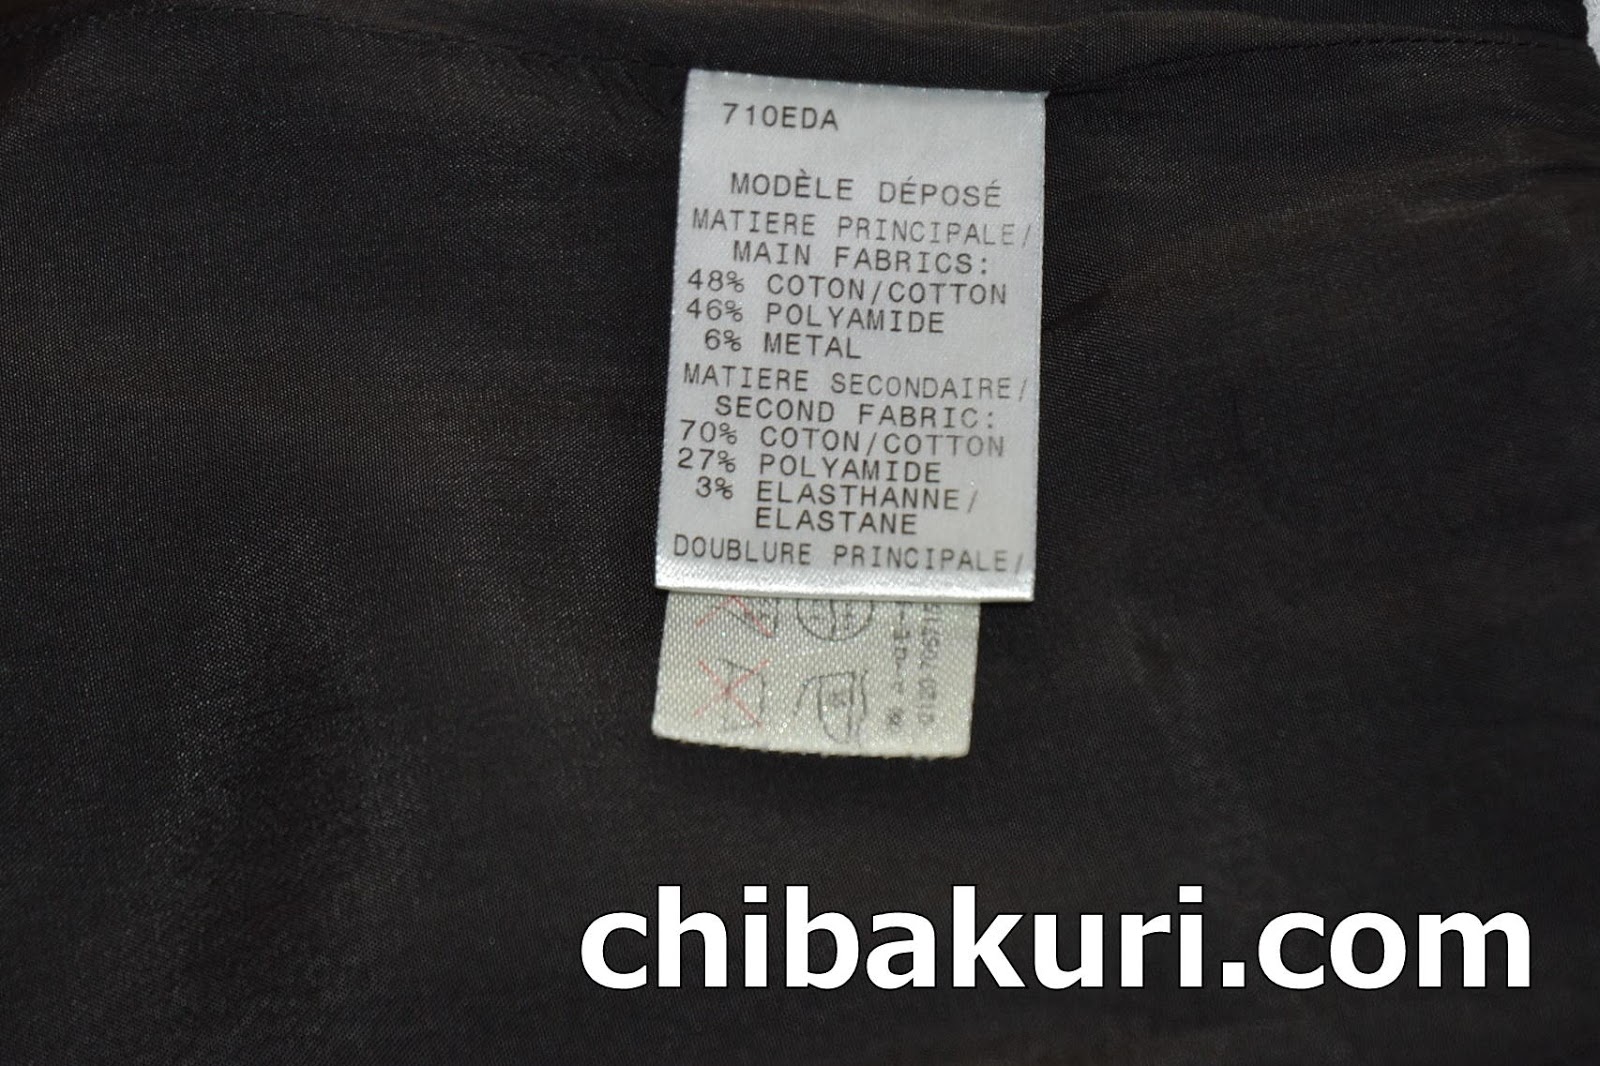 710EDA
MODÈLE DÉPOSÉ
MATIERE PRINCIPALE/
MAIN FABRICS:
48% COTON/COTTON
46% POLYAMIDE
6% METAL
MATIERE SECONDAIRE/
SECOND FABRIC:
70% COTON/COTTON
27% POLYAMIDE
3% ELASTHANNE/
ELASTANE
DOUBLURE PRINCIPALE/
chibakuri.com